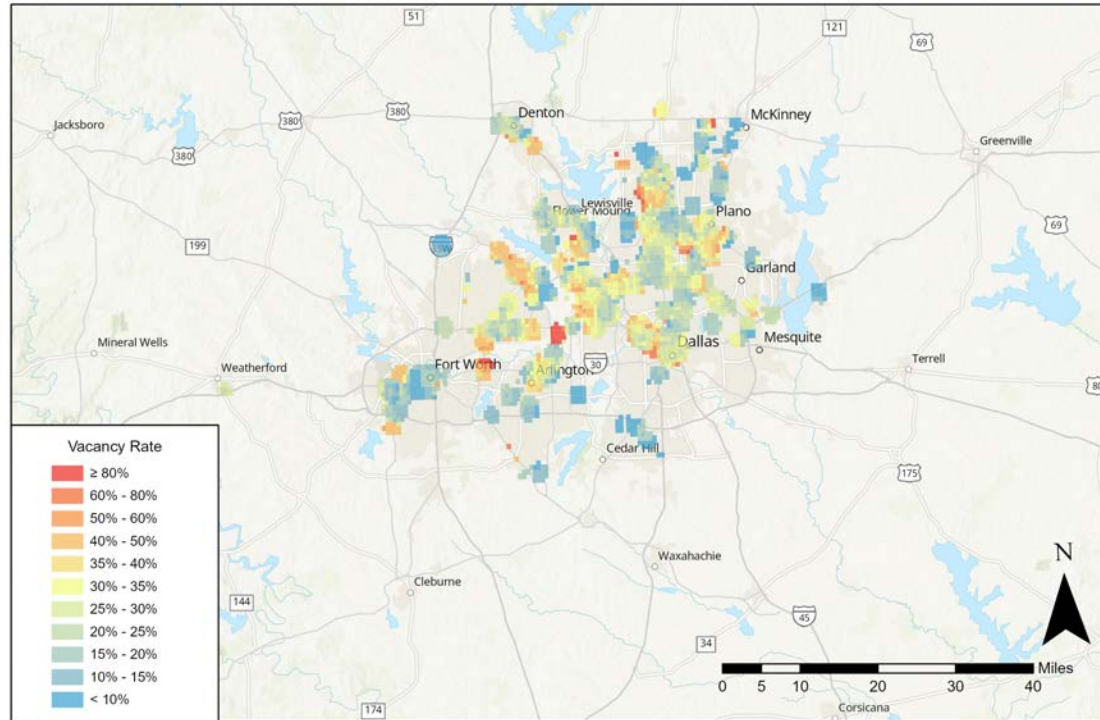 51
121
69
Denton
McKinney
380
380
Jacksboro
Greenville
380
Lewisville
Flower Mound
Plano
69
199
35W
Garland
Mineral Wells
Dallas
Mesquite
Weatherford
Fort Worth
30
Terrell
Arlington
80
Vacancy Rate
≥ 80%
60% - 80%
50% - 60%
40% - 50%
35% - 40%
30% - 35%
25% - 30%
20% - 25%
15% - 20%
10% - 15%
< 10%
Cedar Hill
175
Waxahachie
N
Cleburne
144
45
34
Miles
0 5 10 20 30 40
174
Corsicana